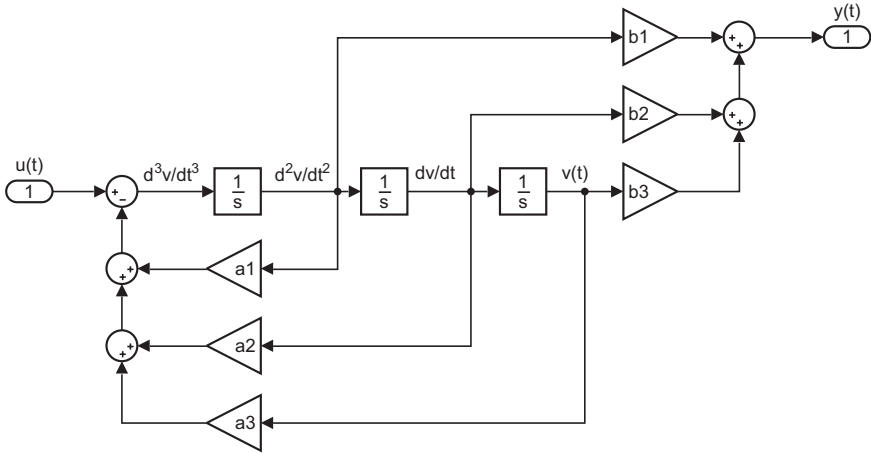 y(t)
b1
+
+
1
b2
+
+
u(t)
d³v/dt³
d²v/dt²
dv/dt
v(t)
1
+
−
1
s
1
s
1
s
b3
a1
+
+
a2
+
+
a3